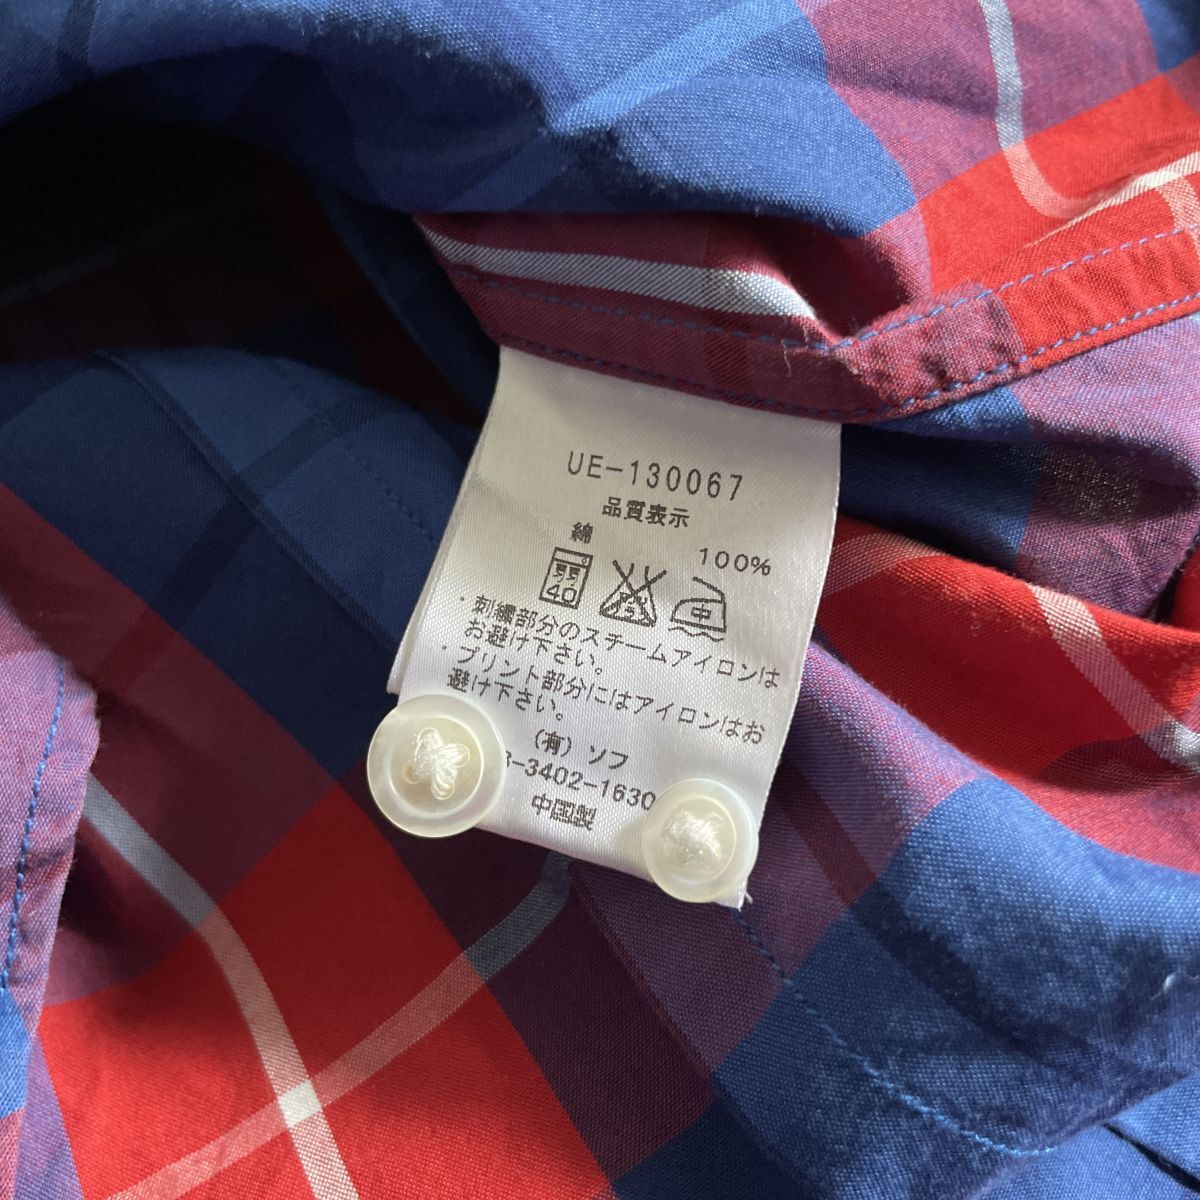 UE-130067
品質表示
綿 100%
弱 40 中
・刺繍部分のスチームアイロンは
お避け下さい。
・プリント部分にはアイロンはお
避け下さい。
(有) ソフ
3-3402-1630
中国製